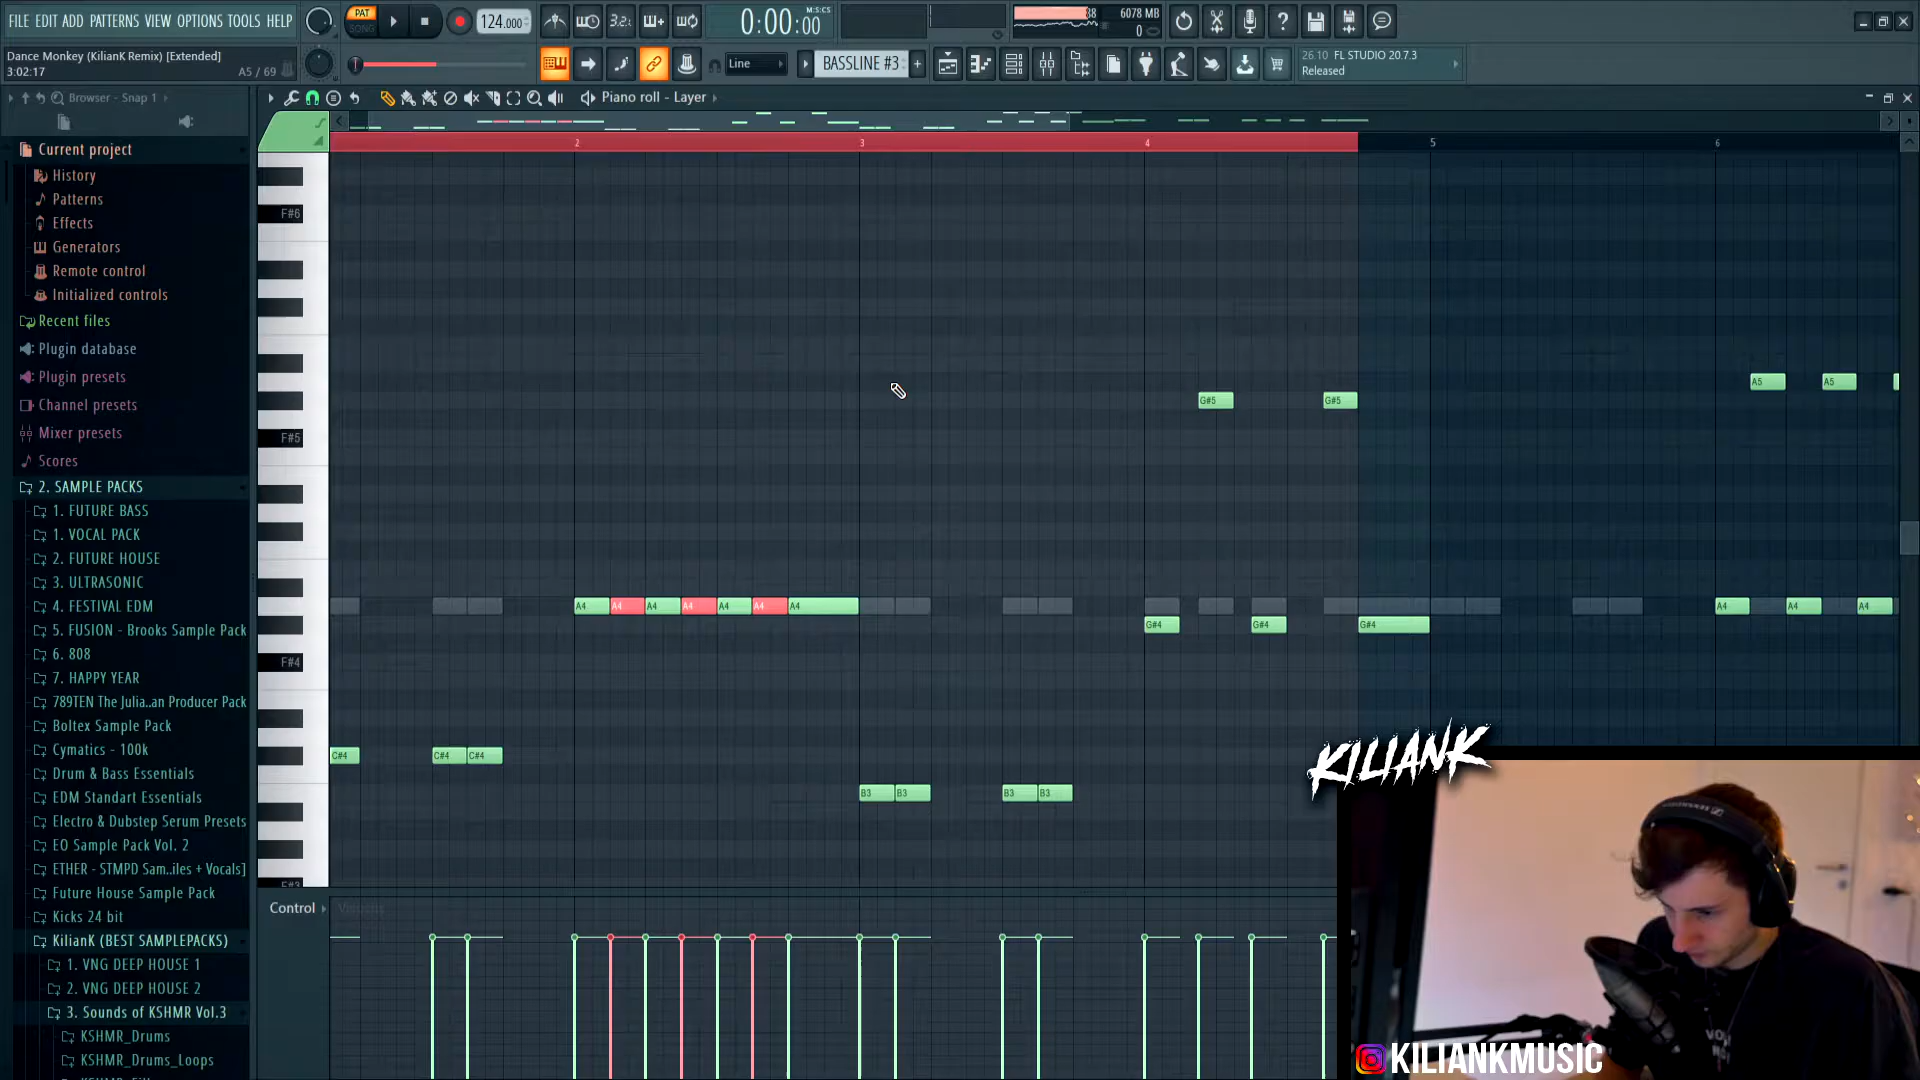 FILE EDIT ADD PATTERNS VIEW OPTIONS TOOLS HELP
PAT
SONG
124.000
3.2.
0:00:00
M:S:CS
38
6078 MB
0
Dance Monkey (KilianK Remix) [Extended]
3:02:17
A5 / 69
Line
BASSLINE #3
26.10 FL STUDIO 20.7.3
Released
Browser - Snap 1
Piano roll - Layer
Current project
History
Patterns
Effects
Generators
Remote control
Initialized controls
Recent files
Plugin database
Plugin presets
Channel presets
Mixer presets
Scores
2. SAMPLE PACKS
1. FUTURE BASS
1. VOCAL PACK
2. FUTURE HOUSE
3. ULTRASONIC
4. FESTIVAL EDM
5. FUSION - Brooks Sample Pack
6. 808
7. HAPPY YEAR
789TEN The Julia..an Producer Pack
Boltex Sample Pack
Cymatics - 100k
Drum & Bass Essentials
EDM Standart Essentials
Electro & Dubstep Serum Presets
EO Sample Pack Vol. 2
ETHER - STMPD Sam..iles + Vocals]
Future House Sample Pack
Kicks 24 bit
KilianK (BEST SAMPLEPACKS)
1. VNG DEEP HOUSE 1
2. VNG DEEP HOUSE 2
3. Sounds of KSHMR Vol.3
KSHMR_Drums
KSHMR_Drums_Loops
2 3 4 5 6
F#6
A5 A5
G#5 G#5
F#5
A4 A4 A4 A4 A4 A4 A4 A4 A4 A4
G#4 G#4 G#4
F#4
C#4 C#4 C#4
B3 B3 B3 B3
F#3
Control
Velocity
KILIANK
KILIANKMUSIC